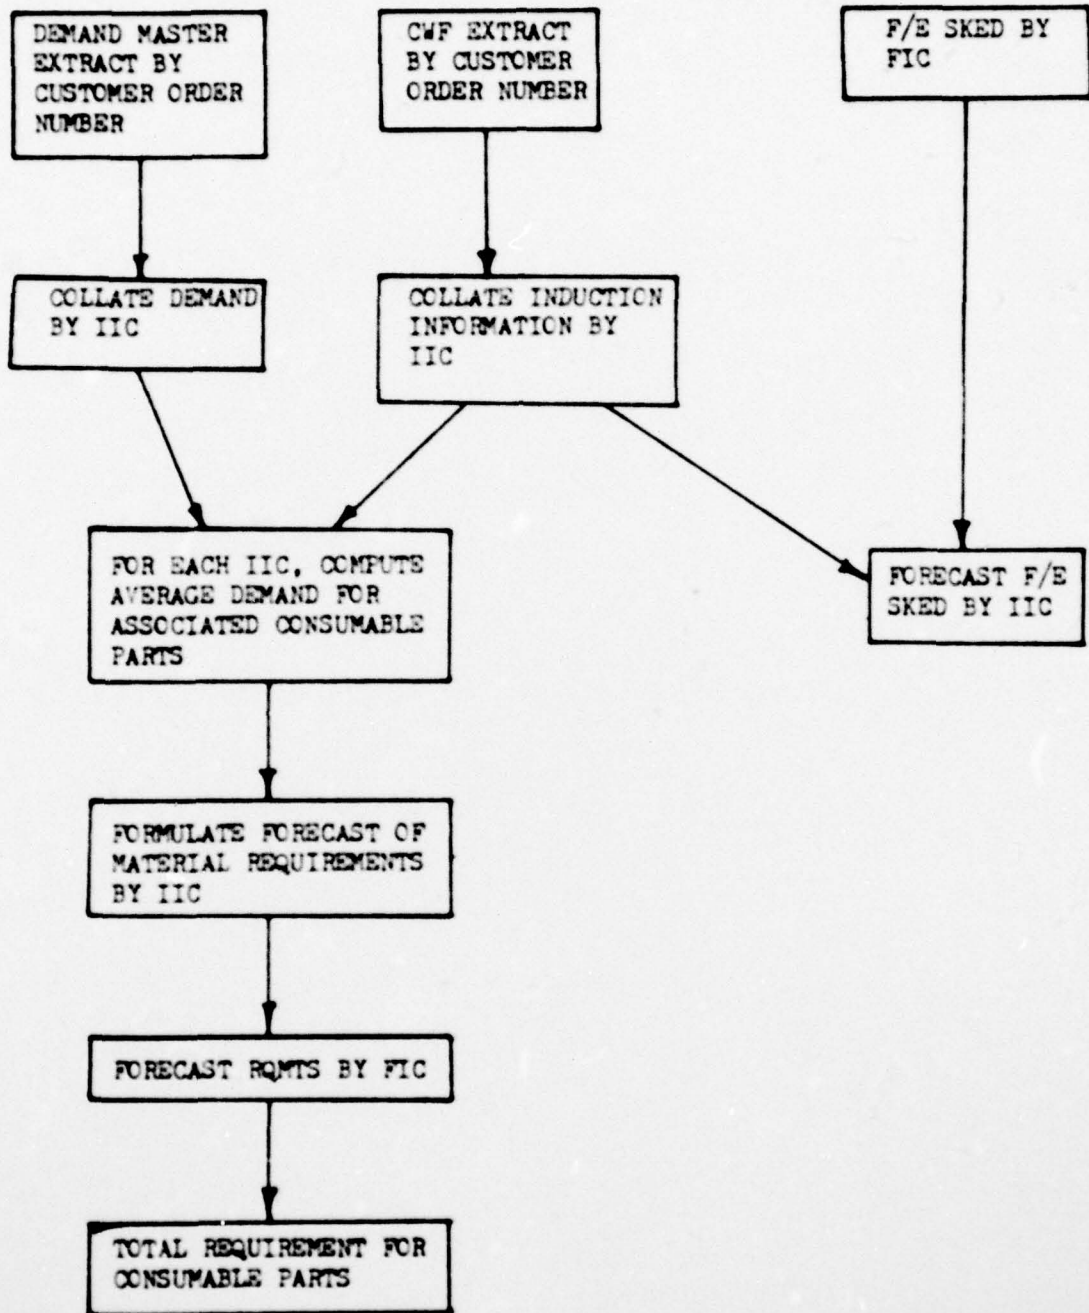 DEMAND MASTER
EXTRACT BY
CUSTOMER ORDER
NUMBER
CWF EXTRACT
BY CUSTOMER
ORDER NUMBER
F/E SKED BY
FIC
COLLATE DEMAND
BY IIC
COLLATE INDUCTION
INFORMATION BY
IIC
FOR EACH IIC, COMPUTE
AVERAGE DEMAND FOR
ASSOCIATED CONSUMABLE
PARTS
FORECAST F/E
SKED BY IIC
FORMULATE FORECAST OF
MATERIAL REQUIREMENTS
BY IIC
FORECAST RQMTS BY FIC
TOTAL REQUIREMENT FOR
CONSUMABLE PARTS